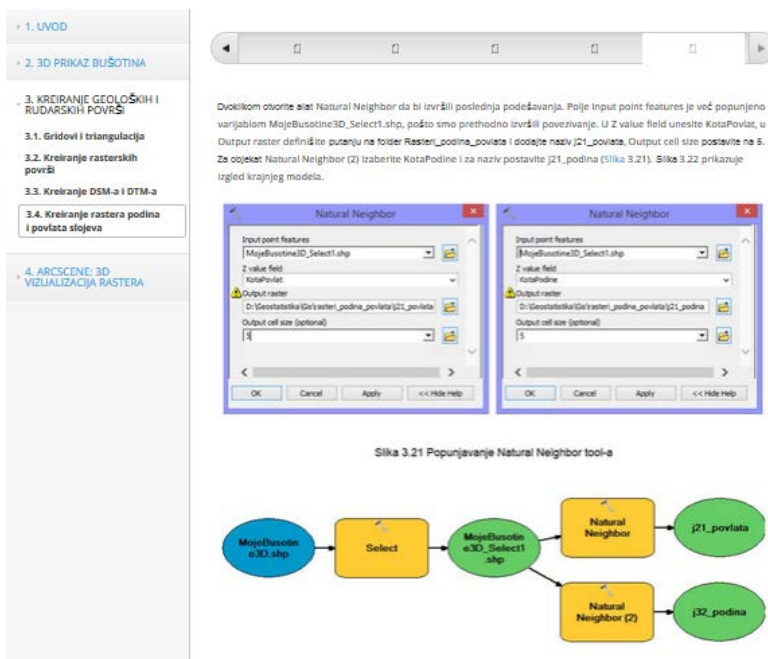 1. UVOD
2. 3D PRIKAZ BUŠOTINA
3. KREIRANJE GEOLOŠKIH I
RUDARSKIH POVRŠI
3.1. Gridovi i triangulacija
3.2. Kreiranje rasterskih
površi
3.3. Kreiranje DSM-a i DTM-a
3.4. Kreiranje rastera podina
i povlata slojeva
4. ARCSCENE: 3D
VIZUALIZACIJA RASTERA
Dvoklikom otvorite alat Natural Neighbor da bi izvršili poslednja podešavanja. Polje Input point features je već popunjeno
varijablom MojeBusotine3D_Select1.shp, pošto smo prethodno izvršili povezivanje. U Z value field unesite KotaPovlat, u
Output raster definišite putanju na folder Rasteri_podina_povlata i dodajte naziv j21_povlata, Output cell size postavite na 5.
Za objekat Natural Neighbor (2) izaberite KotaPodine i za naziv postavite j21_podina (Slika 3.21). Slika 3.22 prikazuje
izgled krajnjeg modela.
Natural Neighbor
Input point features
MojeBusotine3D_Select1.shp
Z value field
KotaPovlat
Output raster
D:\Geostatistika\Gis\rasteri_podina_povlata\j21_povlata
Output cell size (optional)
5
OK Cancel Apply << Hide Help
Natural Neighbor
Input point features
MojeBusotine3D_Select1.shp
Z value field
KotaPodine
Output raster
D:\Geostatistika\Gis\rasteri_podina_povlata\j21_podina
Output cell size (optional)
5
OK Cancel Apply << Hide Help
Slika 3.21 Popunjavanje Natural Neighbor tool-a
MojeBusotin
e3D.shp
Select
MojeBusotin
e3D_Select1
.shp
Natural
Neighbor
j21_povlata
Natural
Neighbor (2)
j32_podina